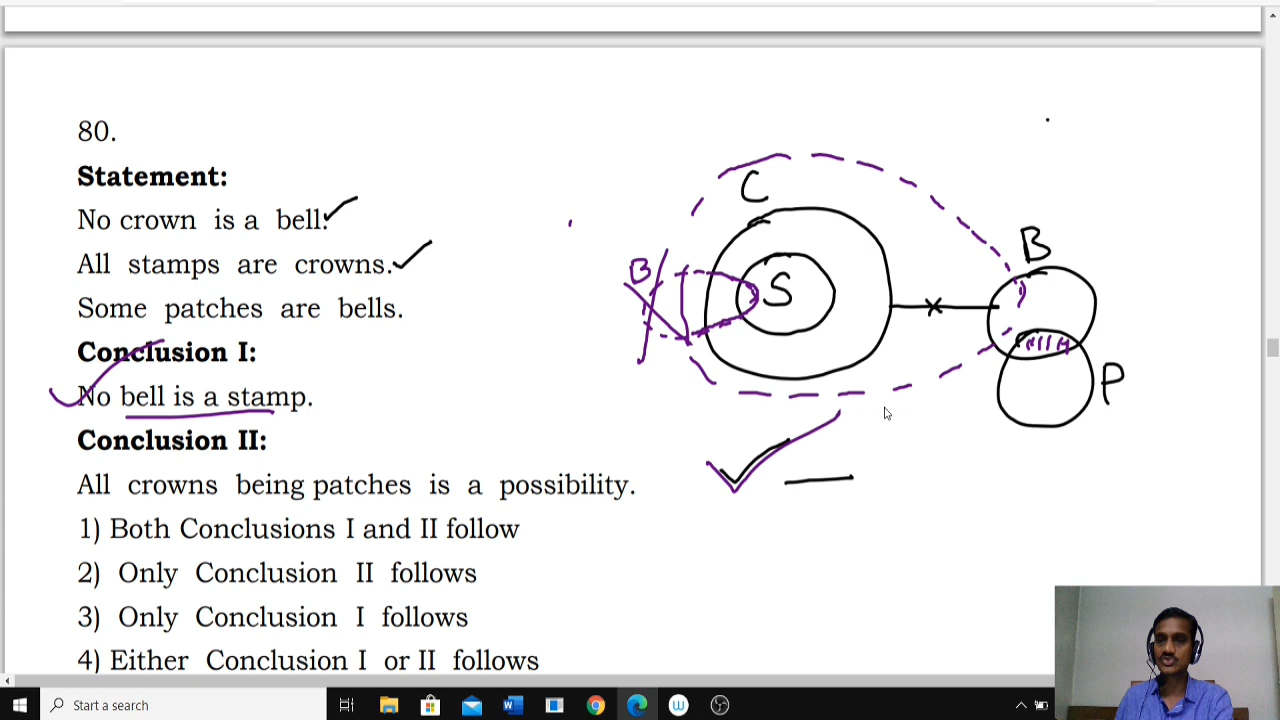 80.
Statement:
No crown is a bell.
All stamps are crowns.
Some patches are bells.
Conclusion I:
No bell is a stamp.
Conclusion II:
All crowns being patches is a possibility.
1) Both Conclusions I and II follow
2) Only Conclusion II follows
3) Only Conclusion I follows
4) Either Conclusion I or II follows
C
S
B
B
P
Start a search